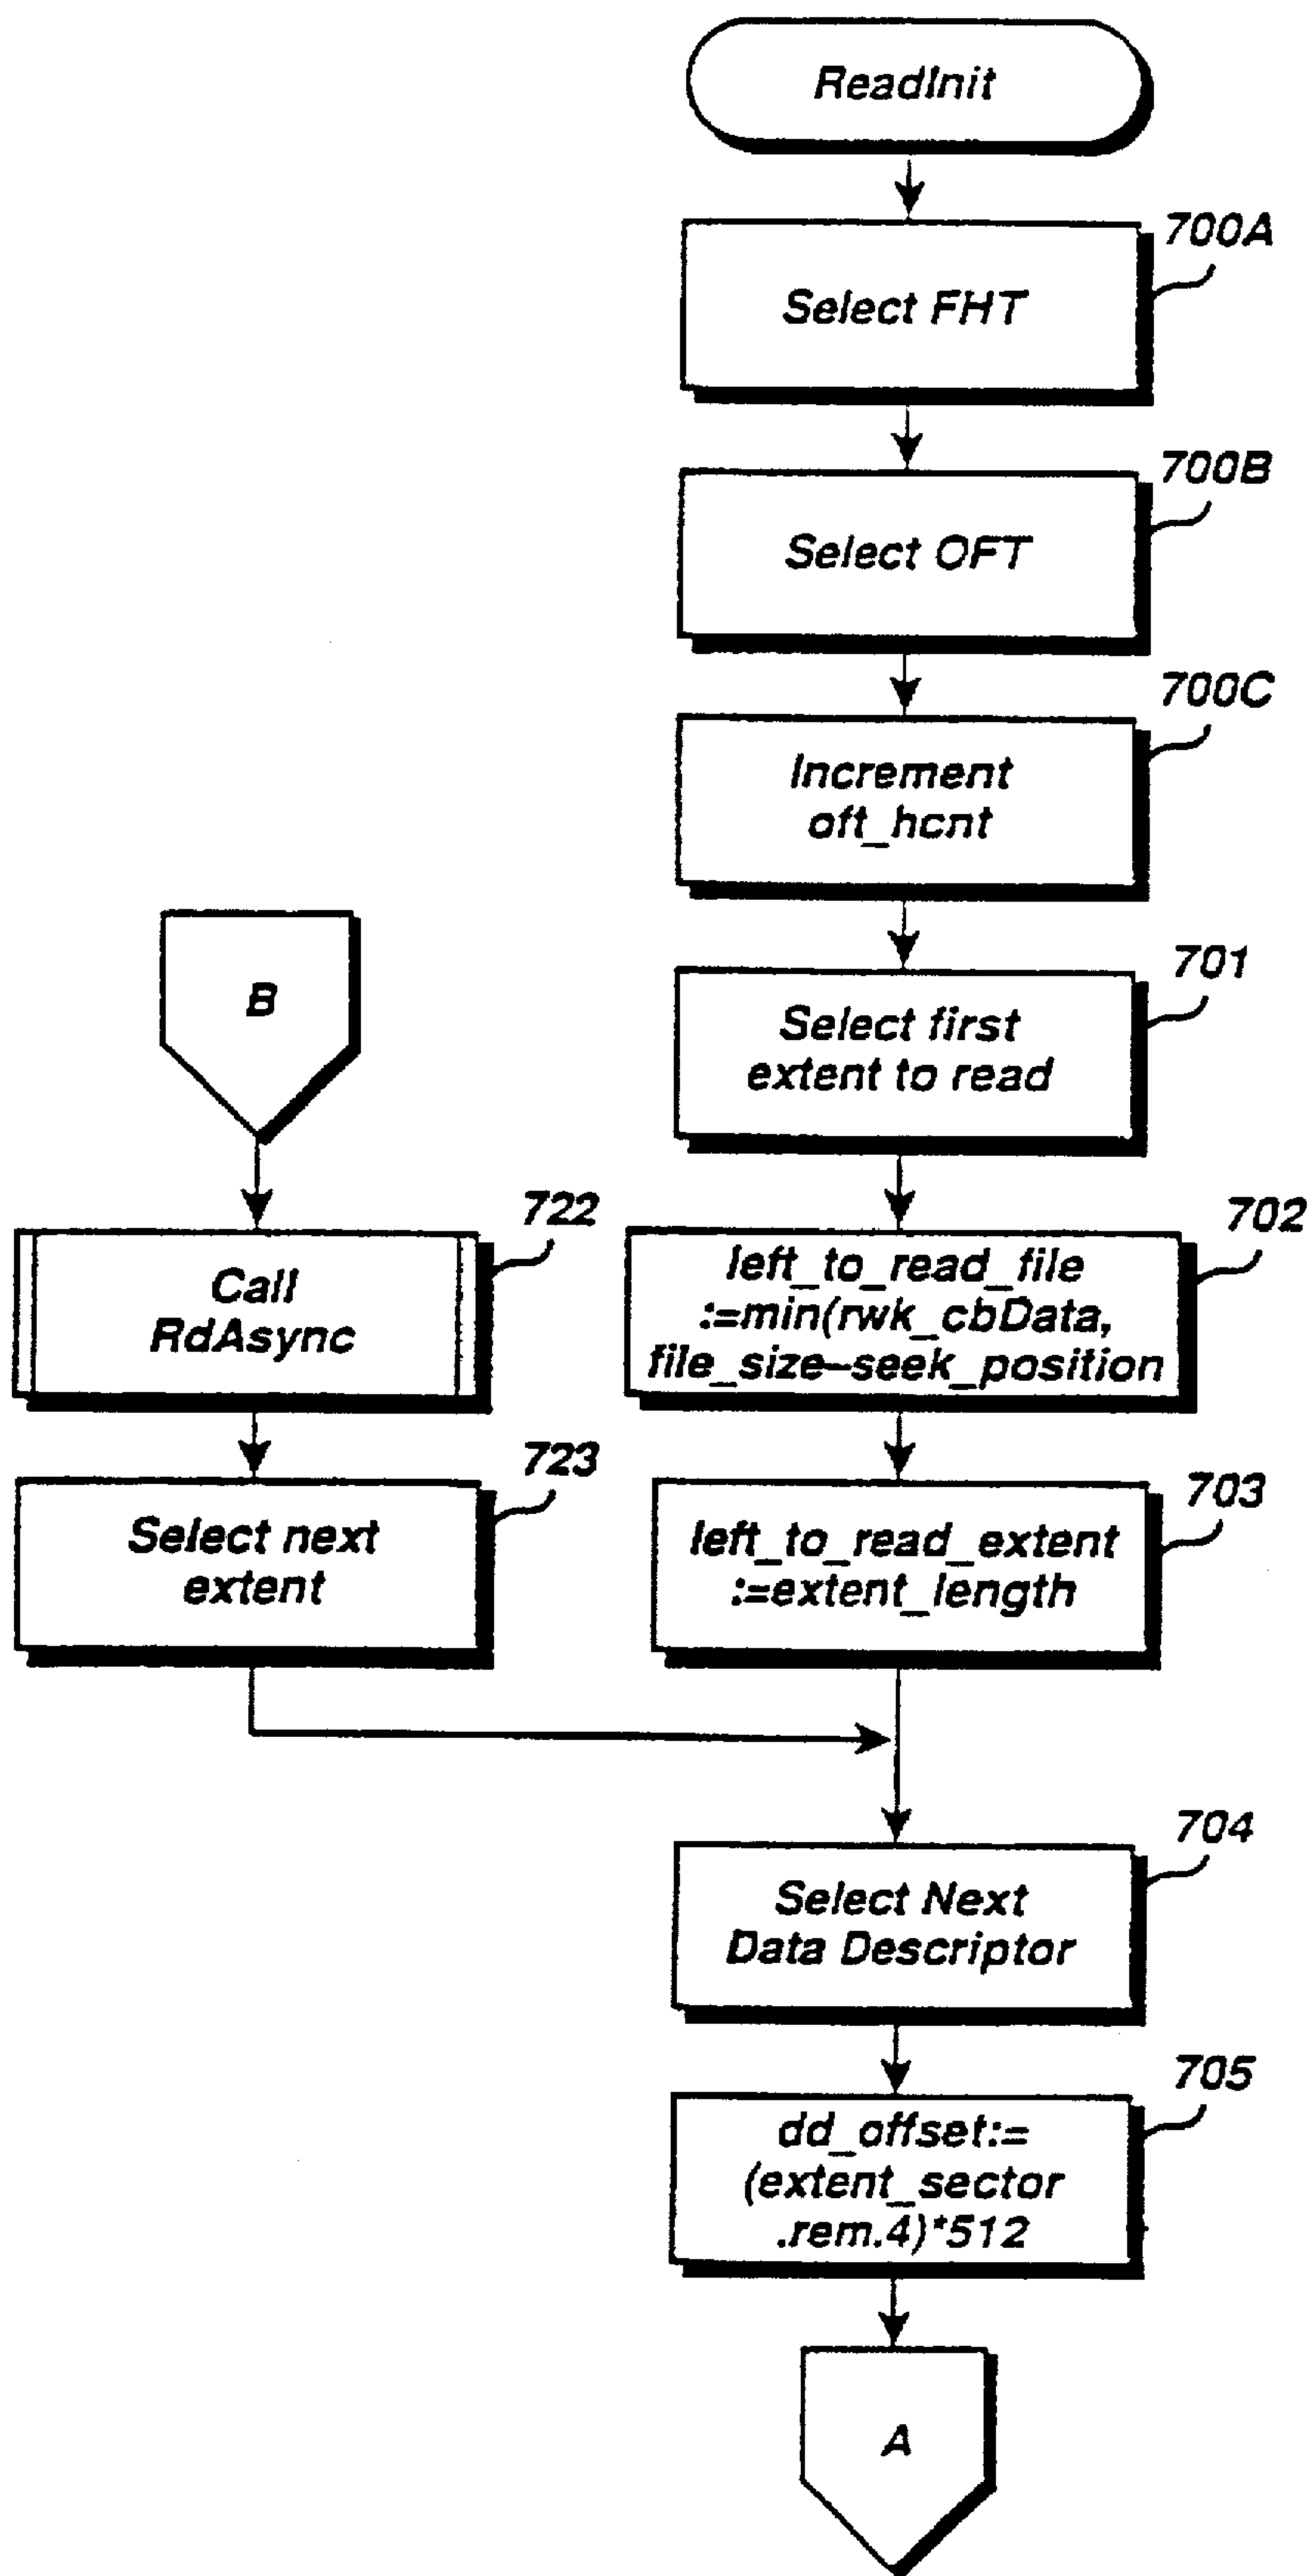 ReadInit
700A
Select FHT
700B
Select OFT
700C
Increment
oft_hcnt
701
Select first
extent to read
702
left_to_read_file
:=min(rwk_cbData,
file_size–seek_position
703
left_to_read_extent
:=extent_length
B
722
Call
RdAsync
723
Select next
extent
704
Select Next
Data Descriptor
705
dd_offset:=
(extent_sector
.rem.4)*512
A